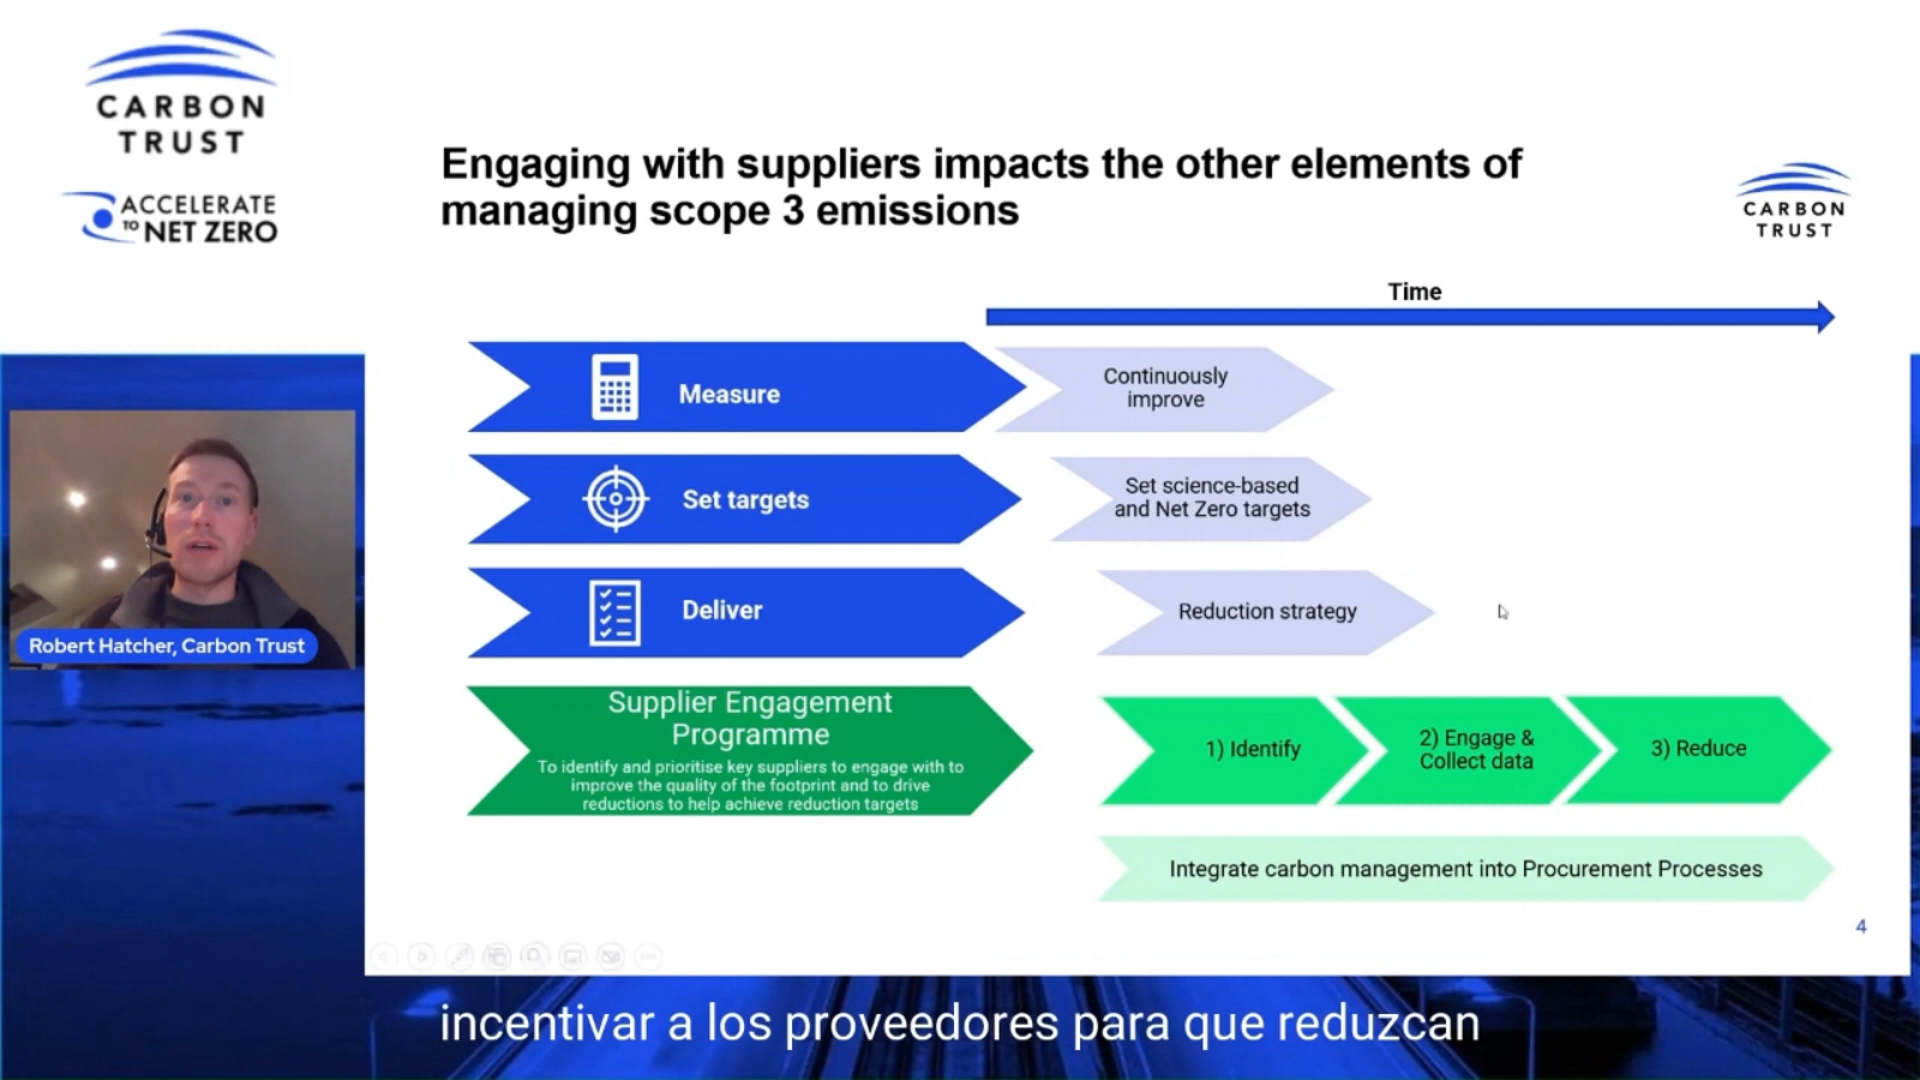 CARBON
TRUST
ACCELERATE
TO NET ZERO
Engaging with suppliers impacts the other elements of
managing scope 3 emissions
CARBON
TRUST
Time
Measure
Continuously
improve
Set targets
Set science-based
and Net Zero targets
Deliver
Reduction strategy
Robert Hatcher, Carbon Trust
Supplier Engagement
Programme
To identify and prioritise key suppliers to engage with to
improve the quality of the footprint and to drive
reductions to help achieve reduction targets
1) Identify
2) Engage &
Collect data
3) Reduce
Integrate carbon management into Procurement Processes
4
incentivar a los proveedores para que reduzcan